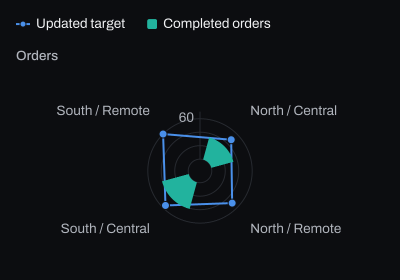 Updated target
Completed orders
Orders
South / Remote
60
North / Central
South / Central
North / Remote